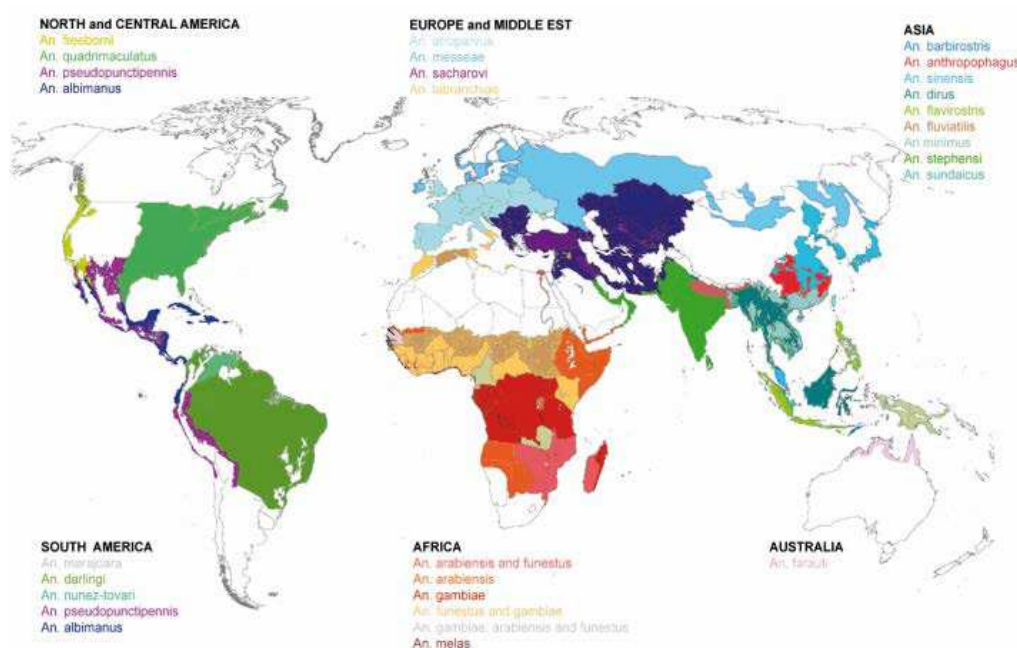 NORTH and CENTRAL AMERICA
An. freeborni
An. quadrimaculatus
An. pseudopunctipennis
An. albimanus
EUROPE and MIDDLE EST
An. atroparvus
An. messeae
An. sacharovi
An. labranchiae
ASIA
An. barbirostris
An. anthropophagus
An. sinensis
An. dirus
An. flavirostris
An. fluviatilis
An minimus
An. stephensi
An. sundaicus
SOUTH AMERICA
An. marajoara
An. darlingi
An. nunez-tovari
An. pseudopunctipennis
An. albimanus
AFRICA
An. arabiensis and funestus
An. arabiensis
An. gambiae
An. funestus and gambiae
An. gambiae, arabiensis and funestus
An. melas
AUSTRALIA
An. farauti